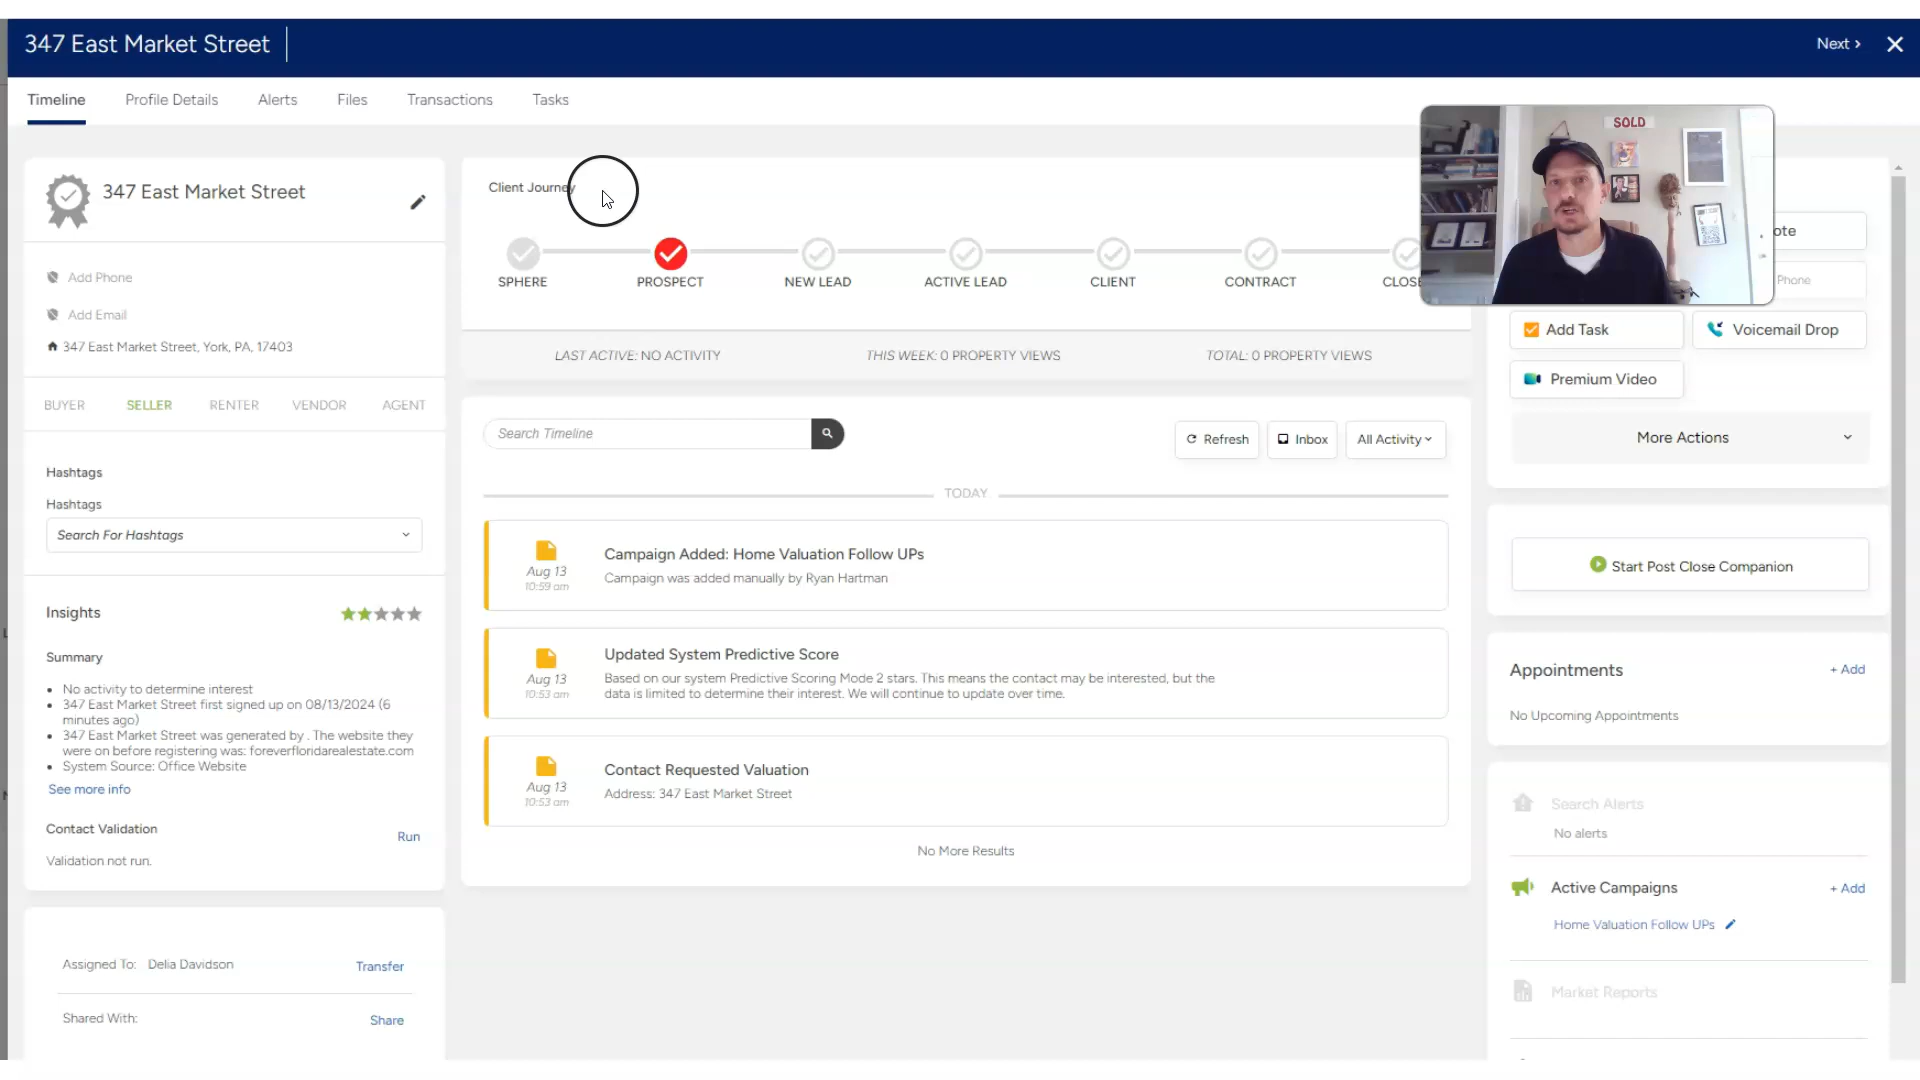 347 East Market Street
Next
Timeline
Profile Details
Alerts
Files
Transactions
Tasks
SOLD
347 East Market Street
Add Phone
Add Email
347 East Market Street, York, PA, 17403
BUYER
SELLER
RENTER
VENDOR
AGENT
Hashtags
Hashtags
Search For Hashtags
Insights
Summary
No activity to determine interest
347 East Market Street first signed up on 08/13/2024 (6
minutes ago)
347 East Market Street was generated by . The website they
were on before registering was: foreverfloridarealestate.com
System Source: Office Website
See more info
Contact Validation
Run
Validation not run.
Assigned To: Delia Davidson
Transfer
Shared With:
Share
Client Journey
SPHERE
PROSPECT
NEW LEAD
ACTIVE LEAD
CLIENT
CONTRACT
CLOSE
LAST ACTIVE: NO ACTIVITY
THIS WEEK: 0 PROPERTY VIEWS
TOTAL: 0 PROPERTY VIEWS
Search Timeline
Refresh
Inbox
All Activity
TODAY
Aug 13
10:59 am
Campaign Added: Home Valuation Follow UPs
Campaign was added manually by Ryan Hartman
Aug 13
10:53 am
Updated System Predictive Score
Based on our system Predictive Scoring Mode 2 stars. This means the contact may be interested, but the
data is limited to determine their interest. We will continue to update over time.
Aug 13
10:53 am
Contact Requested Valuation
Address: 347 East Market Street
No More Results
ote
Phone
Add Task
Voicemail Drop
Premium Video
More Actions
Start Post Close Companion
Appointments
+ Add
No Upcoming Appointments
Search Alerts
No alerts
Active Campaigns
+ Add
Home Valuation Follow UPs
Market Reports